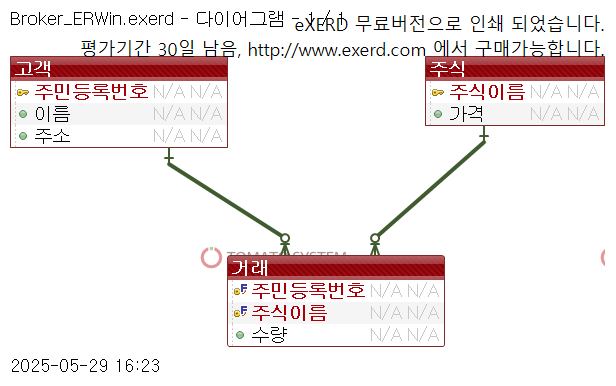 Broker_ERWin.exerd - 다이어그램 - 1 / 1
eXERD 무료버전으로 인쇄 되었습니다.
평가기간 30일 남음, http://www.exerd.com 에서 구매가능합니다.
고객
주민등록번호 N/A N/A
이름 N/A N/A
주소 N/A N/A
주식
주식이름 N/A N/A
가격 N/A N/A
TOMATOSYSTEM
거래
주민등록번호 N/A N/A
주식이름 N/A N/A
수량 N/A N/A
2025-05-29 16:23